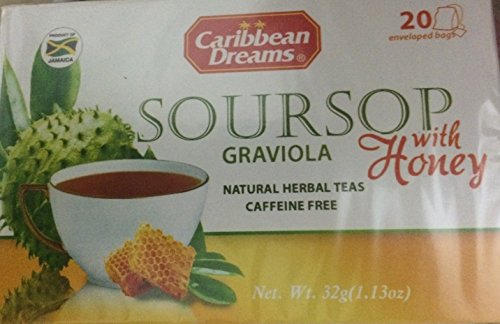 PRODUCT OF
JAMAICA
Caribbean
Dreams®
20
enveloped bags
SOURSOP
GRAVIOLA
with
Honey
NATURAL HERBAL TEAS
CAFFEINE FREE
Net. Wt. 32g(1.13oz)